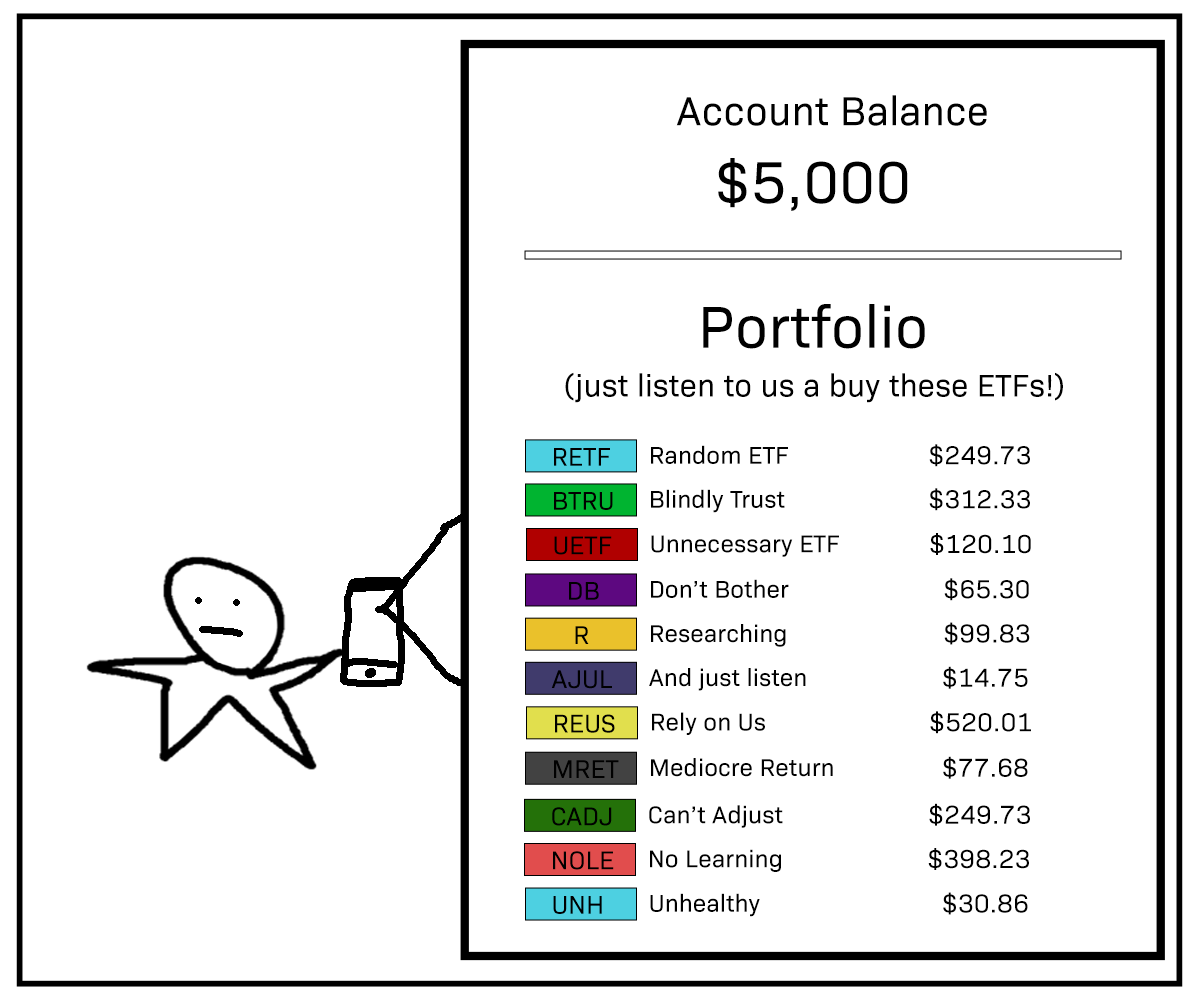 Account Balance
$5,000
Portfolio
(just listen to us a buy these ETFs!)
RETF Random ETF $249.73
BTRU Blindly Trust $312.33
UETF Unnecessary ETF $120.10
DB Don't Bother $65.30
R Researching $99.83
AJUL And just listen $14.75
REUS Rely on Us $520.01
MRET Mediocre Return $77.68
CADJ Can't Adjust $249.73
NOLE No Learning $398.23
UNH Unhealthy $30.86